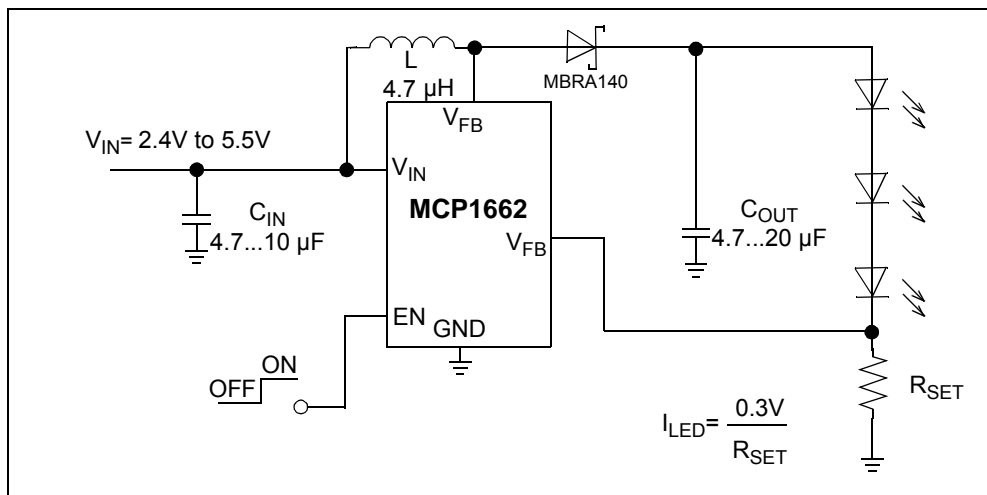 L
4.7 µH
MBRA140
V_FB
V_IN= 2.4V to 5.5V
V_IN
MCP1662
C_IN
4.7...10 µF
V_FB
C_OUT
4.7...20 µF
EN
GND
ON
OFF
R_SET
I_LED= 0.3V
R_SET